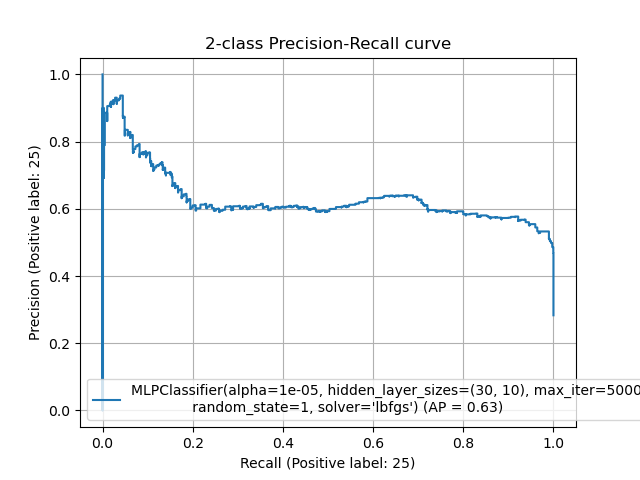 2-class Precision-Recall curve
1.0
0.8
0.6
0.4
0.2
0.0
Precision (Positive label: 25)
MLPClassifier(alpha=1e-05, hidden_layer_sizes=(30, 10), max_iter=5000
random_state=1, solver='lbfgs') (AP = 0.63)
0.0 0.2 0.4 0.6 0.8 1.0
Recall (Positive label: 25)